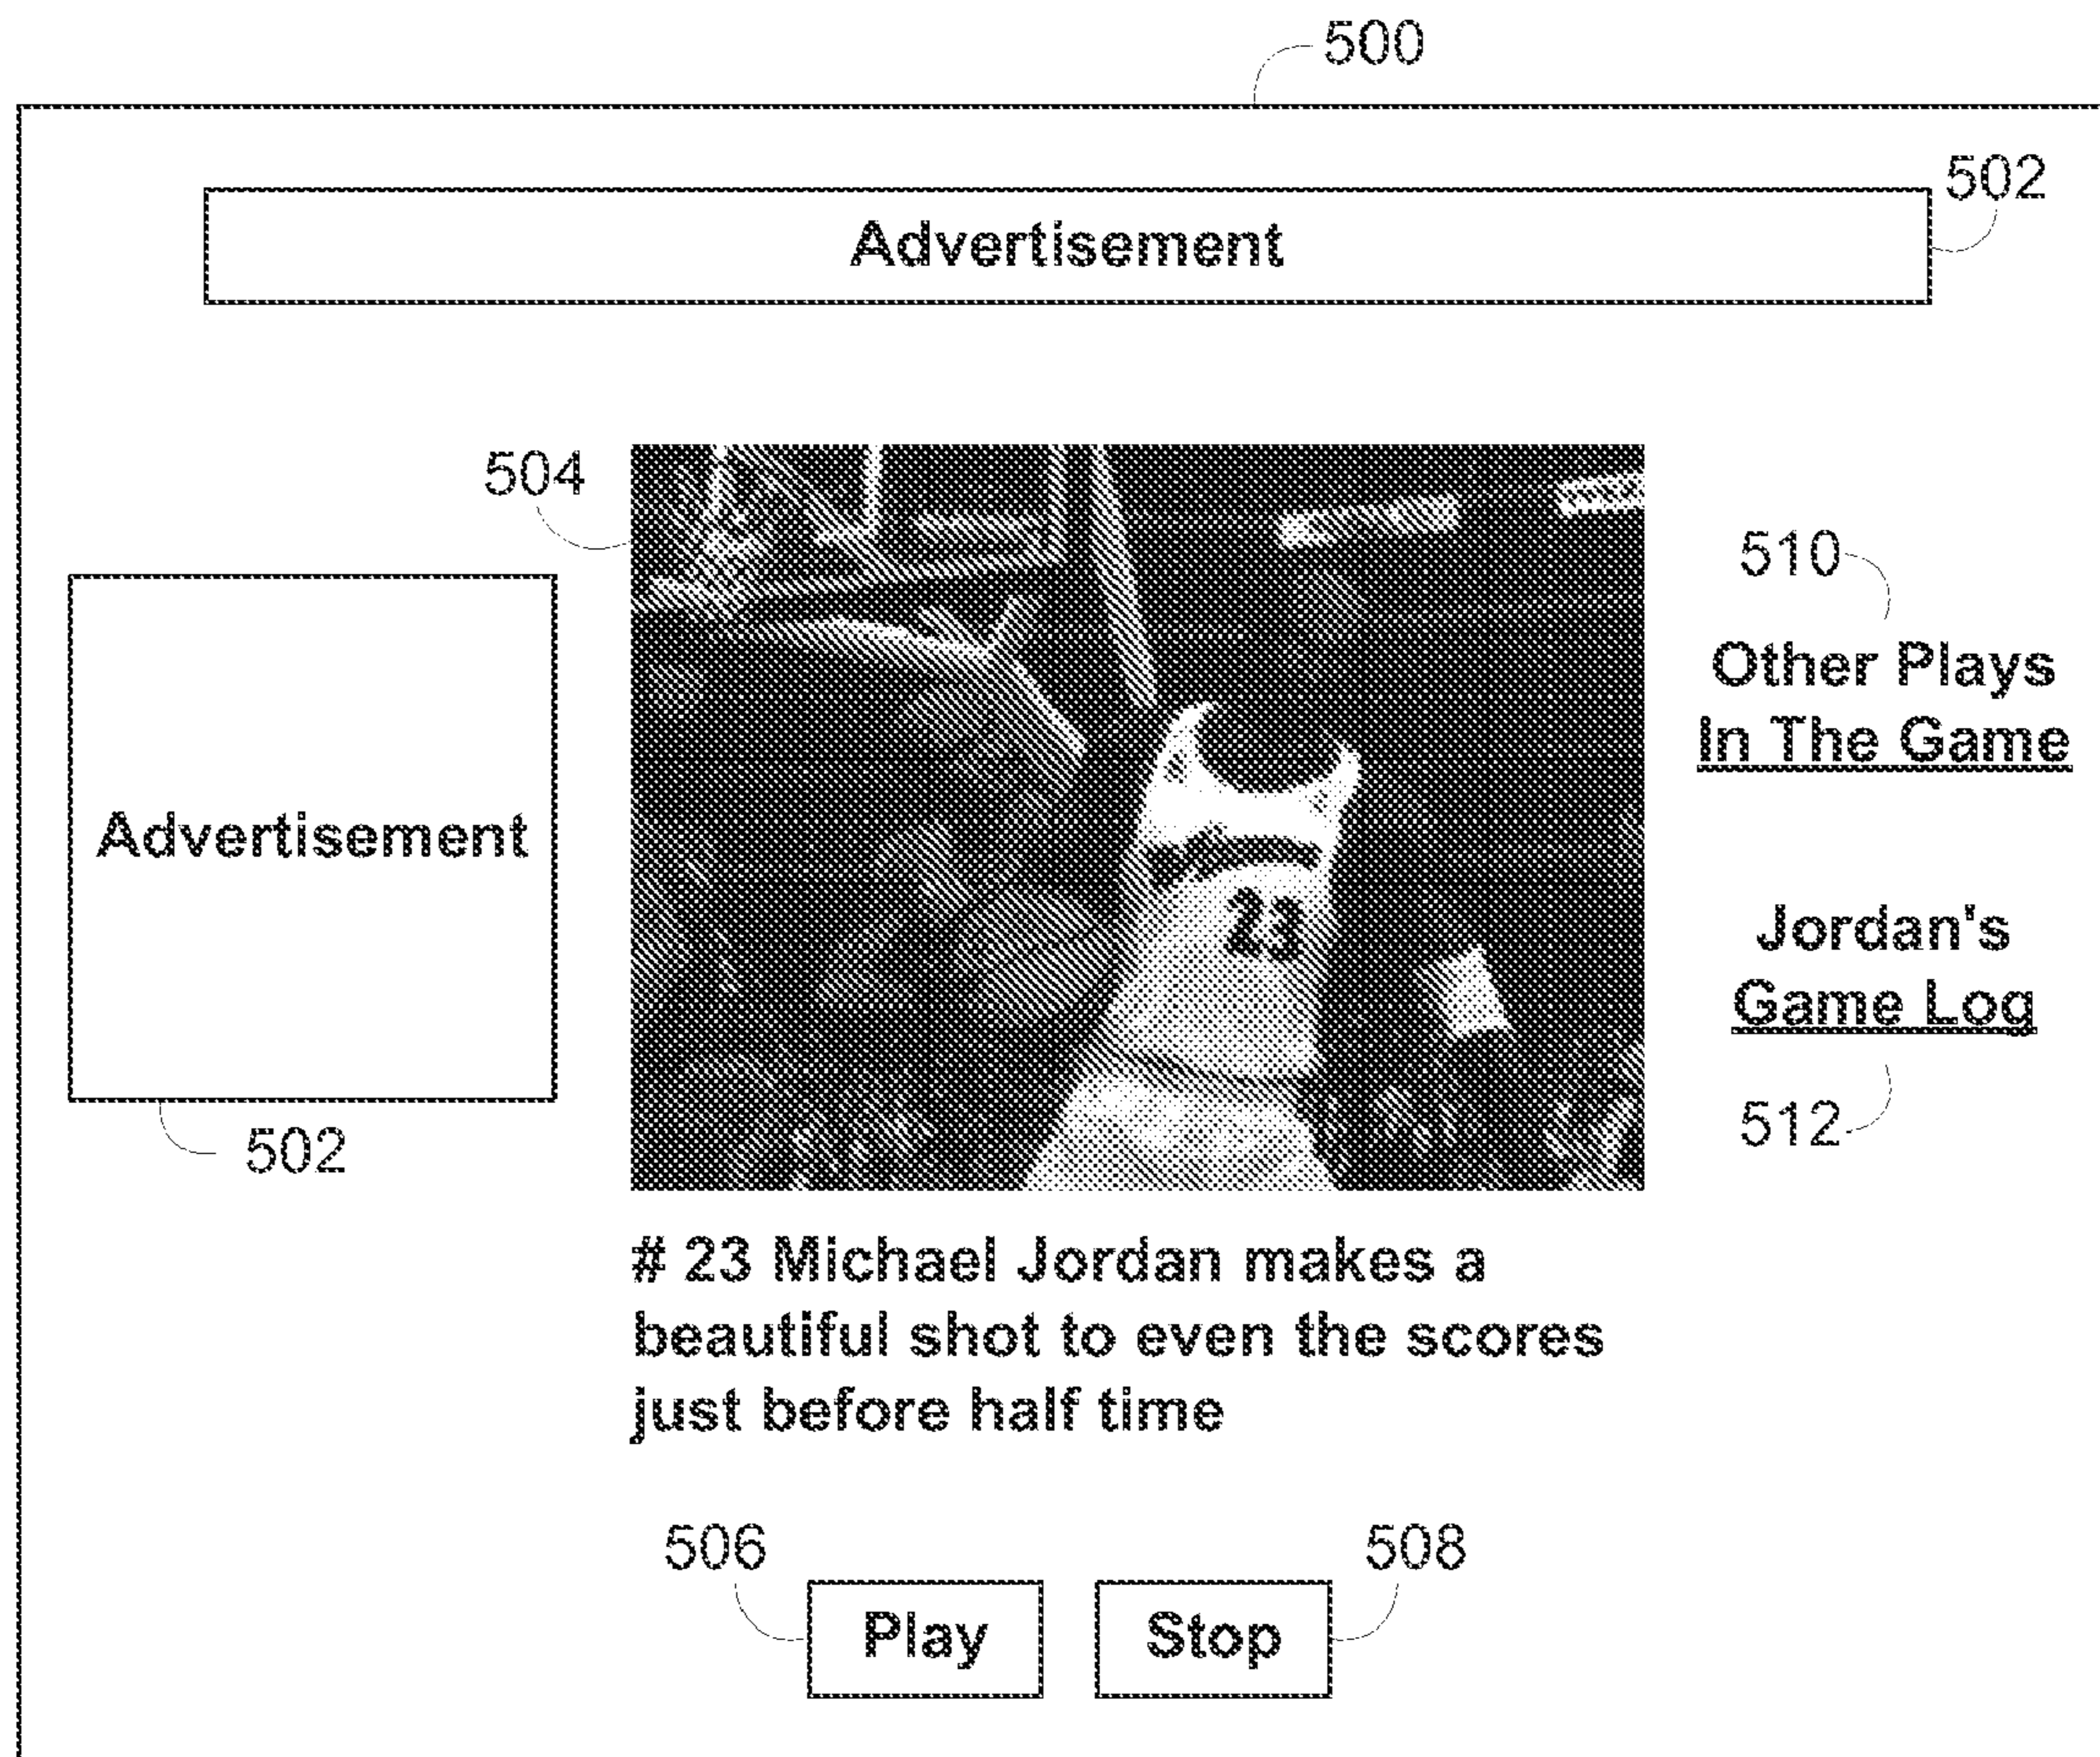 500
502
Advertisement
504
510
Other Plays
In The Game
Advertisement
23
Jordan's
Game Log
512
502
# 23 Michael Jordan makes a
beautiful shot to even the scores
just before half time
506
508
Play
Stop